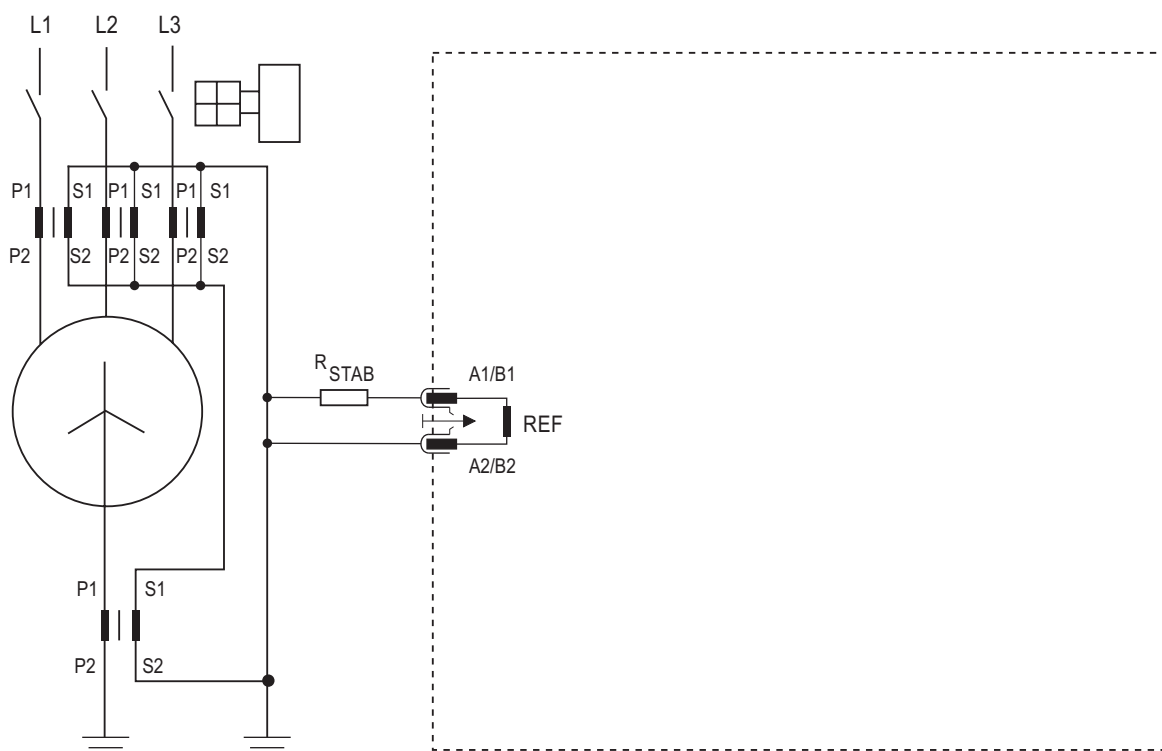 L1 L2 L3
P1 S1 P1 S1 P1 S1
P2 S2 P2 S2 P2 S2
R STAB
A1/B1
REF
A2/B2
P1 S1
P2 S2